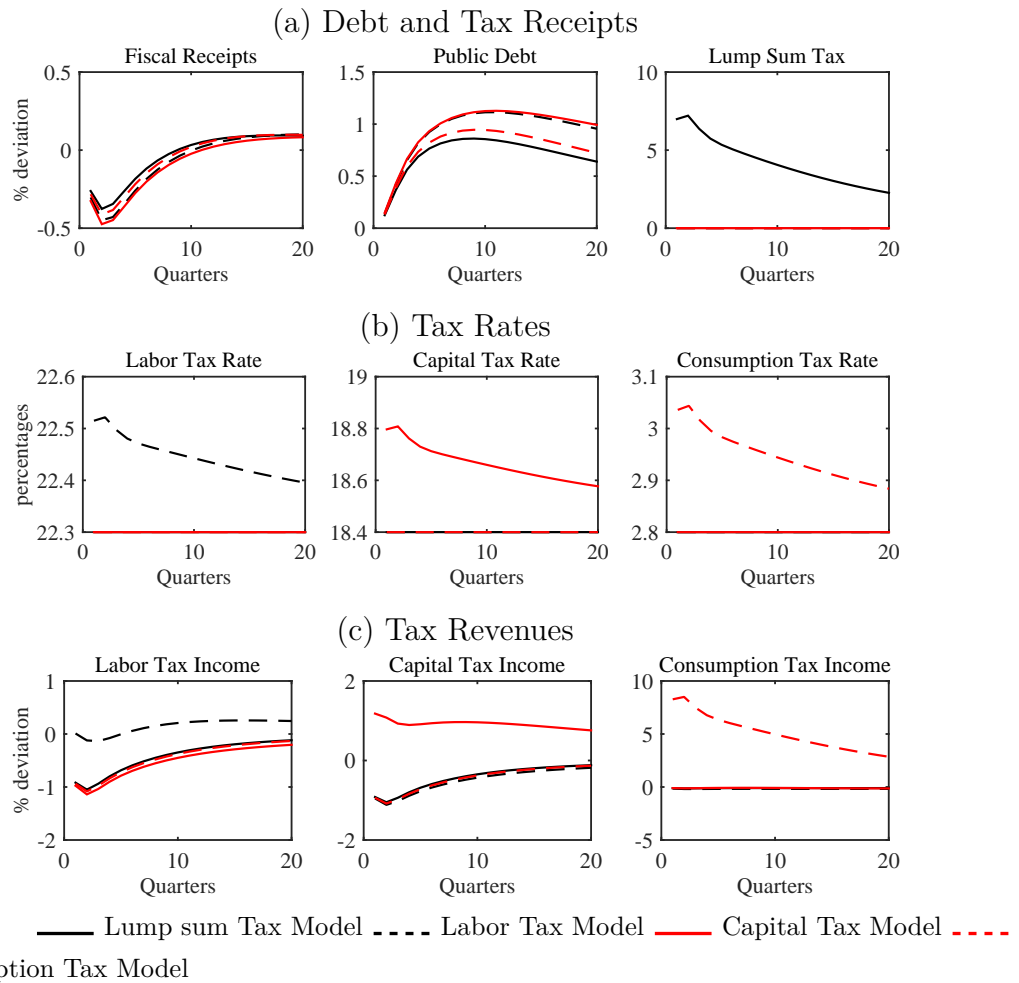 (a) Debt and Tax Receipts
Fiscal Receipts
Public Debt
Lump Sum Tax
0.5
0
-0.5
% deviation
0
10
20
Quarters
1.5
1
0.5
0
0
10
20
Quarters
10
5
0
0
10
20
Quarters
(b) Tax Rates
Labor Tax Rate
Capital Tax Rate
Consumption Tax Rate
22.6
22.5
22.4
22.3
percentages
0
10
20
Quarters
19
18.8
18.6
18.4
0
10
20
Quarters
3.1
3
2.9
2.8
0
10
20
Quarters
(c) Tax Revenues
Labor Tax Income
Capital Tax Income
Consumption Tax Income
1
0
-1
-2
% deviation
0
10
20
Quarters
2
0
-2
0
10
20
Quarters
10
5
0
-5
0
10
20
Quarters
Lump sum Tax Model Labor Tax Model Capital Tax Model
ption Tax Model